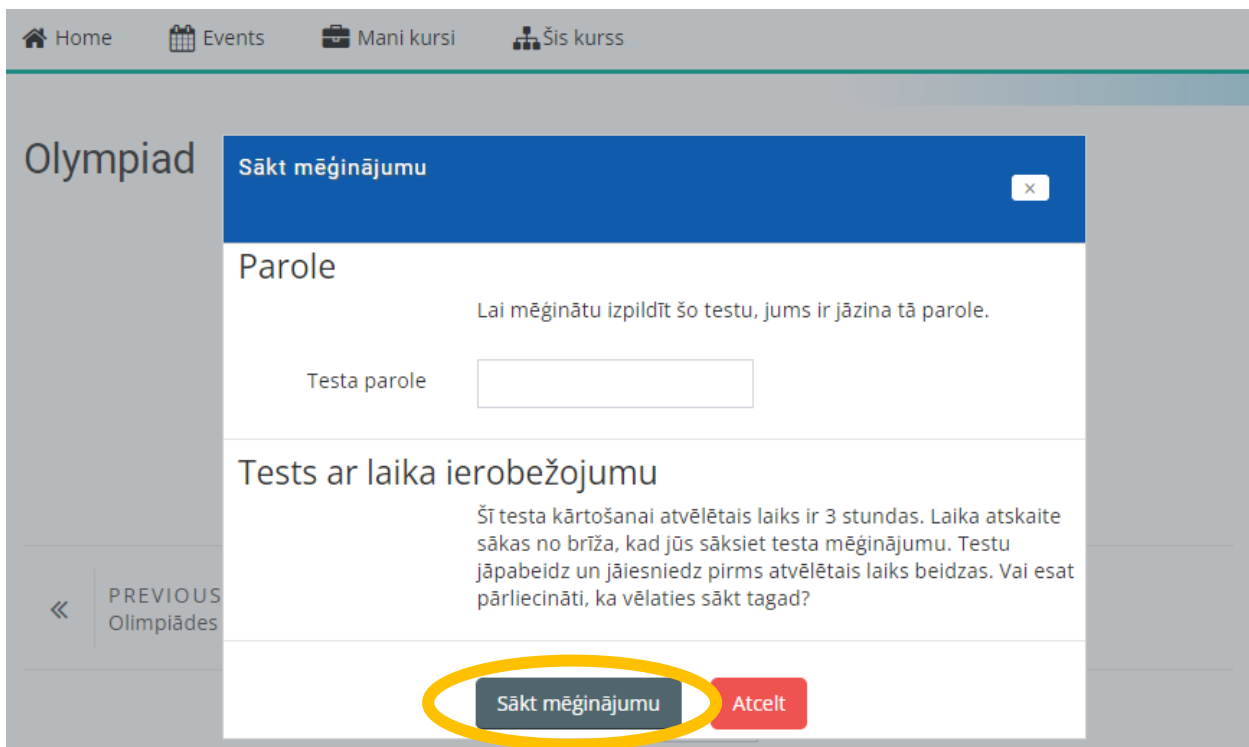 Home Events Mani kursi Šis kurss
Olympiad
Sākt mēģinājumu
×
Parole
Lai mēģinātu izpildīt šo testu, jums ir jāzina tā parole.
Testa parole
Tests ar laika ierobežojumu
Šī testa kārtošanai atvēlētais laiks ir 3 stundas. Laika atskaite
sākas no brīža, kad jūs sāksiet testa mēģinājumu. Testu
jāpabeidz un jāiesniedz pirms atvēlētais laiks beidzas. Vai esat
pārliecināti, ka vēlaties sākt tagad?
PREVIOUS
Olimpiādes
Sākt mēģinājumu Atcelt